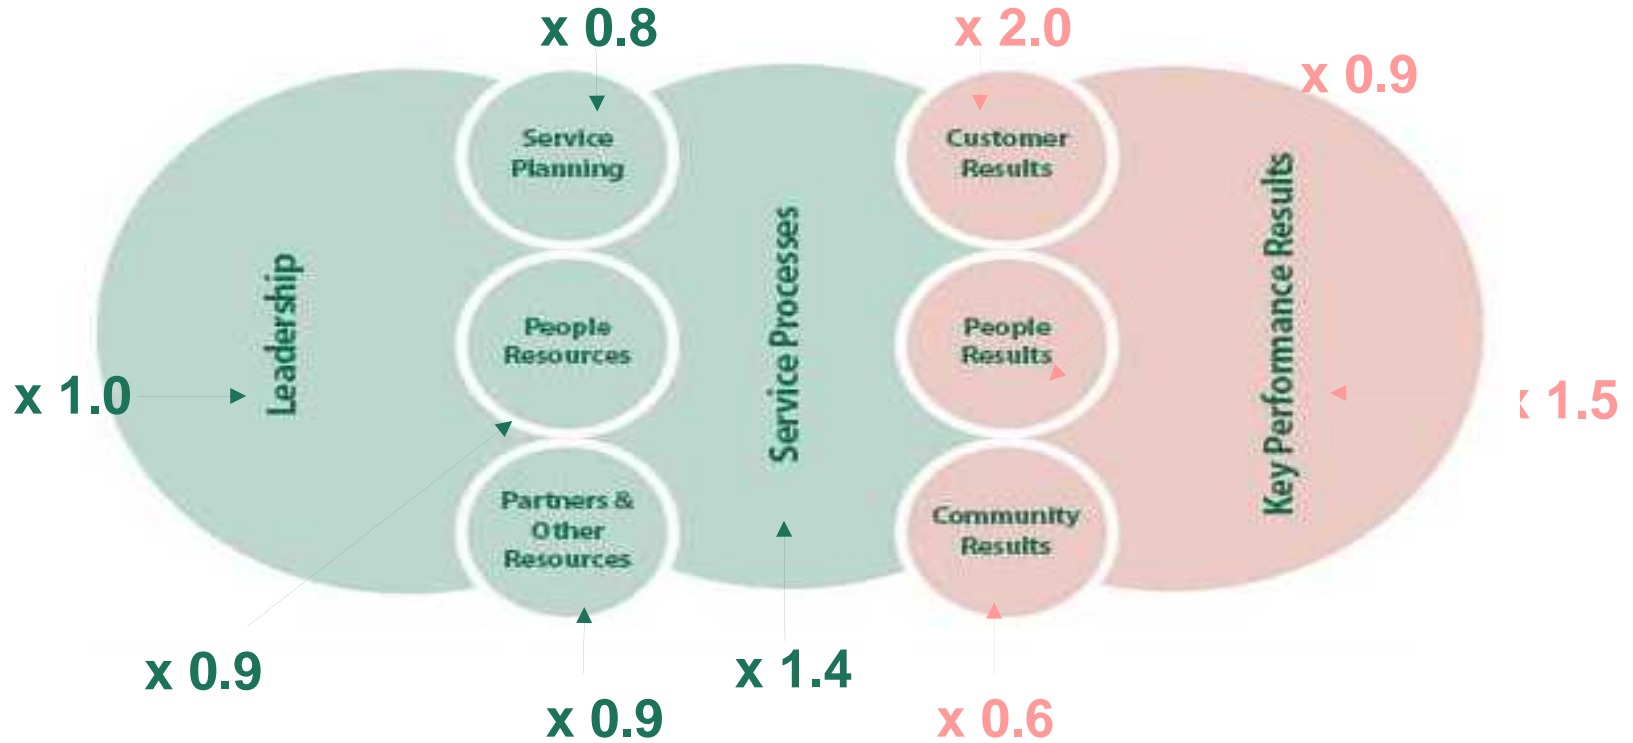 x 0.8
x 2.0
x 0.9
Service
Planning
Customer
Results
Leadership
Service Processes
Key Performance Results
People
Resources
People
Results
x 1.0
x 1.5
Partners &
Other
Resources
Community
Results
x 0.9
x 1.4
x 0.9
x 0.6